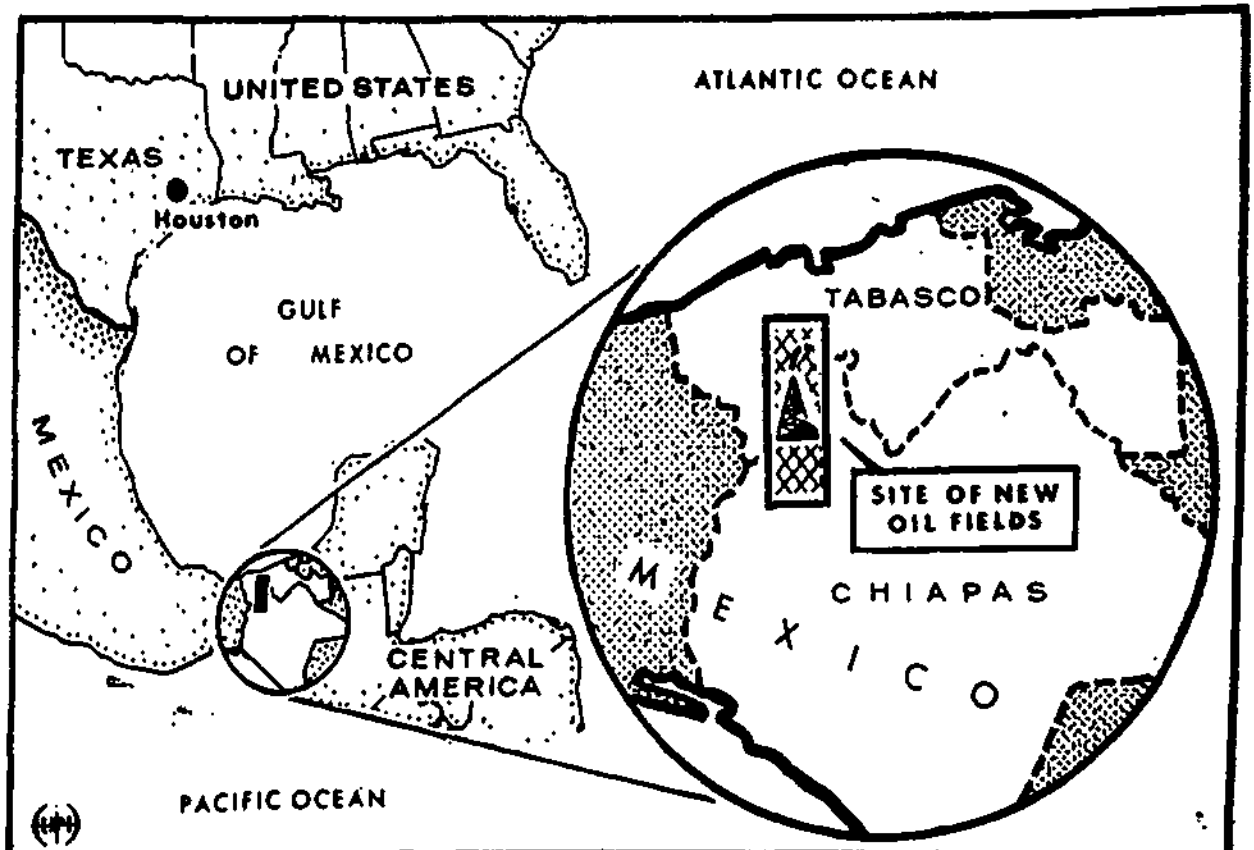 ATLANTIC OCEAN
UNITED STATES
TEXAS
Houston
GULF
OF MEXICO
MEXICO
CENTRAL
AMERICA
PACIFIC OCEAN
TABASCO
SITE OF NEW
OIL FIELDS
CHIAPAS
MEXICO